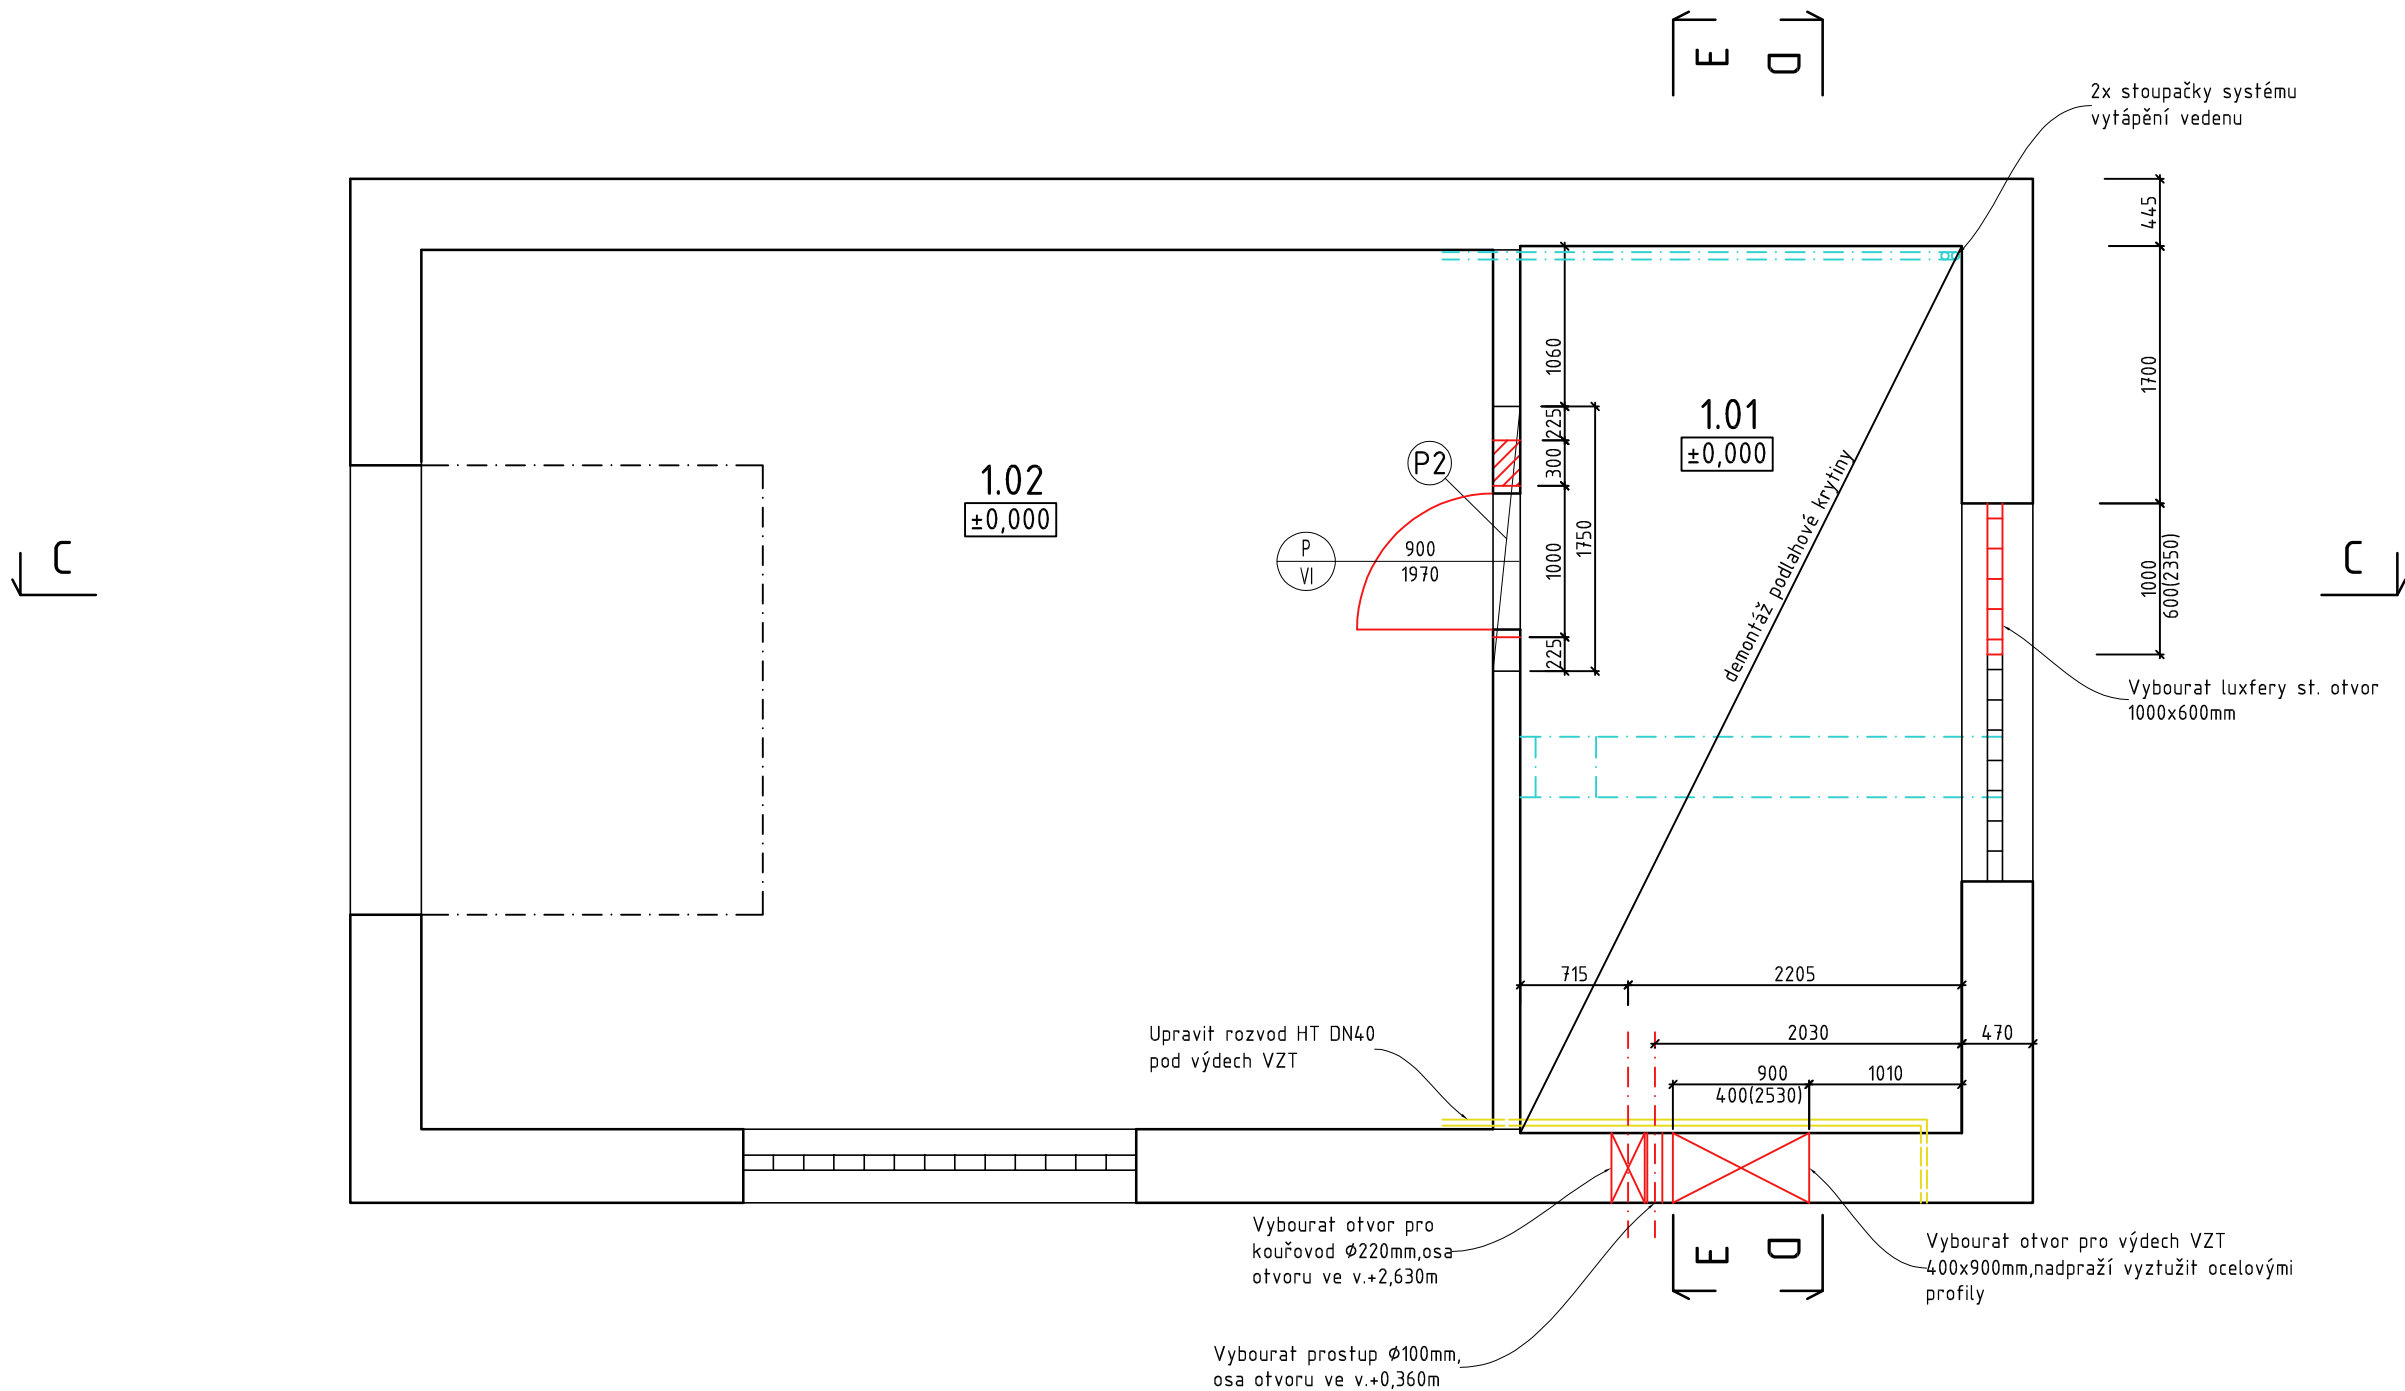 E
D
2x stoupačky systému
vytápění vedenu
445
1700
1060
225
300
1000
1750
225
1.01
±0,000
P2
1.02
±0,000
P
VI
900
1970
C
C
1000
600(2350)
demontáž podlahové krytiny
Vybourat luxfery st. otvor
1000x600mm
715
2205
2030
470
900
400(2530)
1010
Upravit rozvod HT DN40
pod výdech VZT
Vybourat otvor pro
kouřovod Ø220mm,osa
otvoru ve v.+2,630m
E
D
Vybourat otvor pro výdech VZT
400x900mm,nadpraží vyztužit ocelovými
profily
Vybourat prostup Ø100mm,
osa otvoru ve v.+0,360m